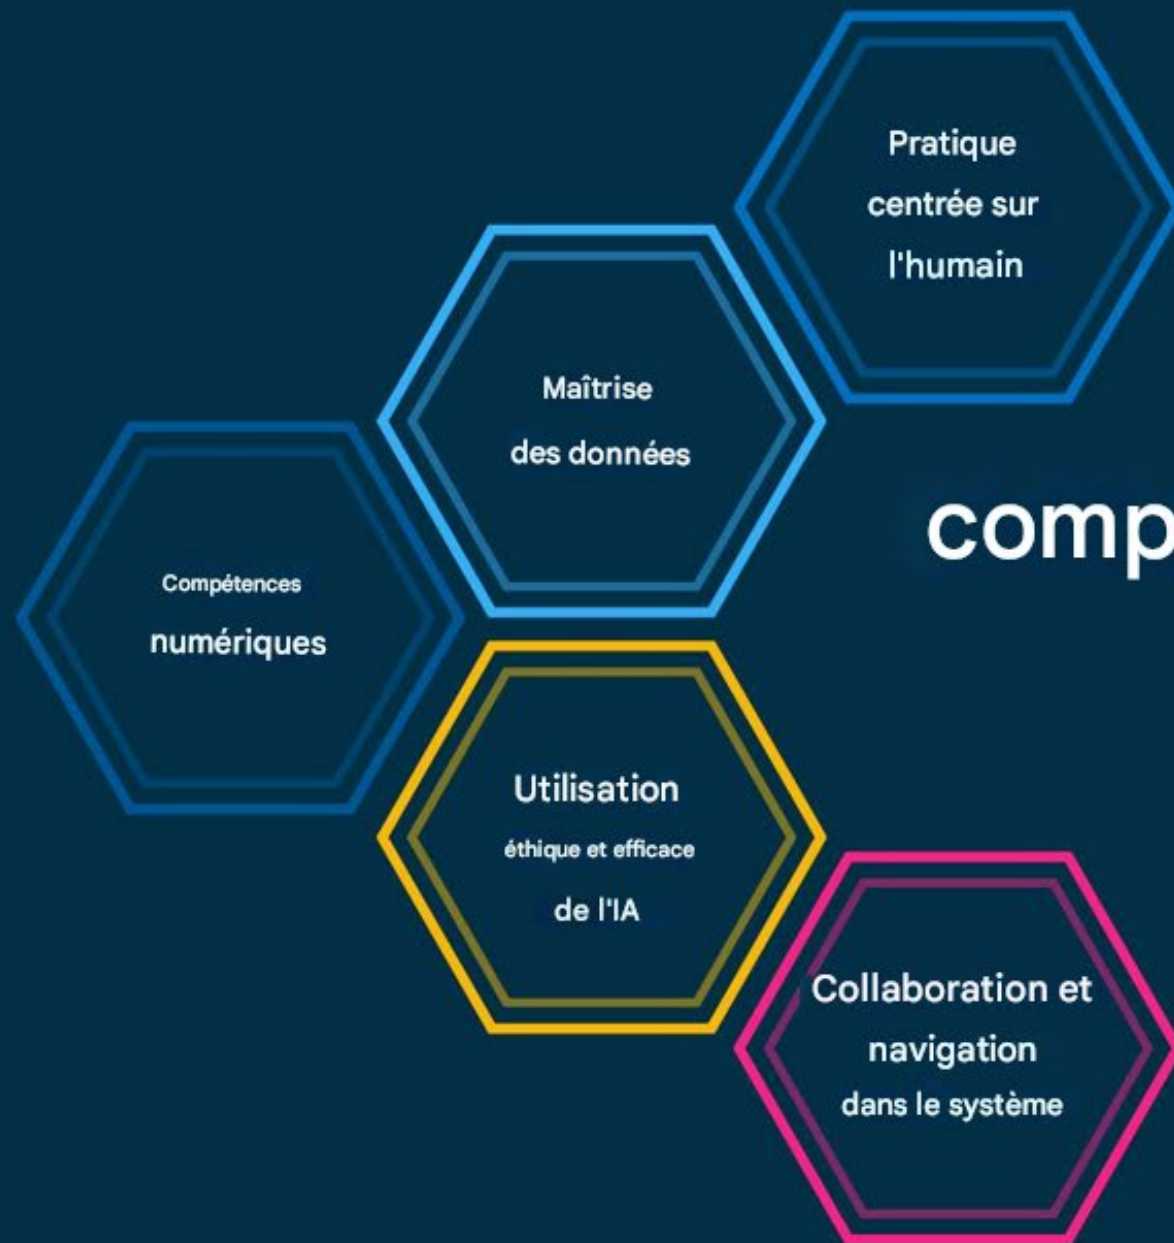 Pratique
centrée sur
l'humain
Maîtrise
des données
comp
Compétences
numériques
Utilisation
éthique et efficace
de l'IA
Collaboration et
navigation
dans le système